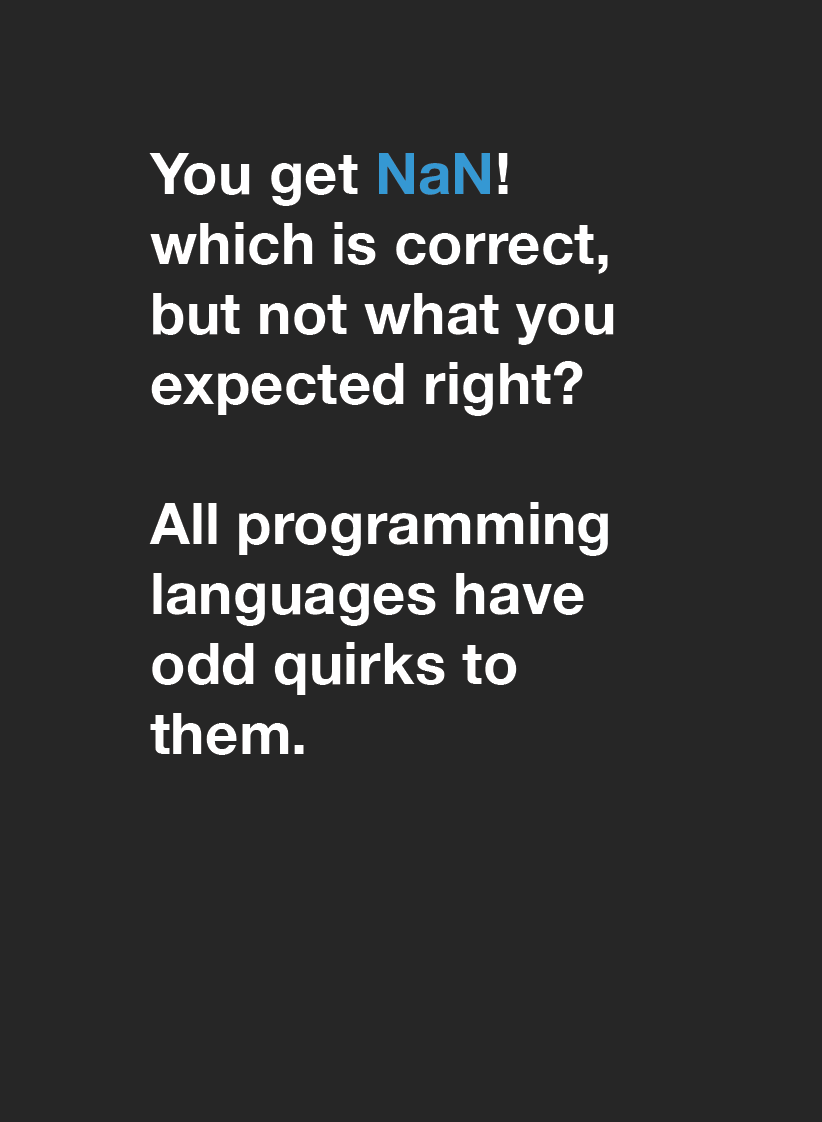 You get NaN!
which is correct,
but not what you
expected right?
All programming
languages have
odd quirks to
them.